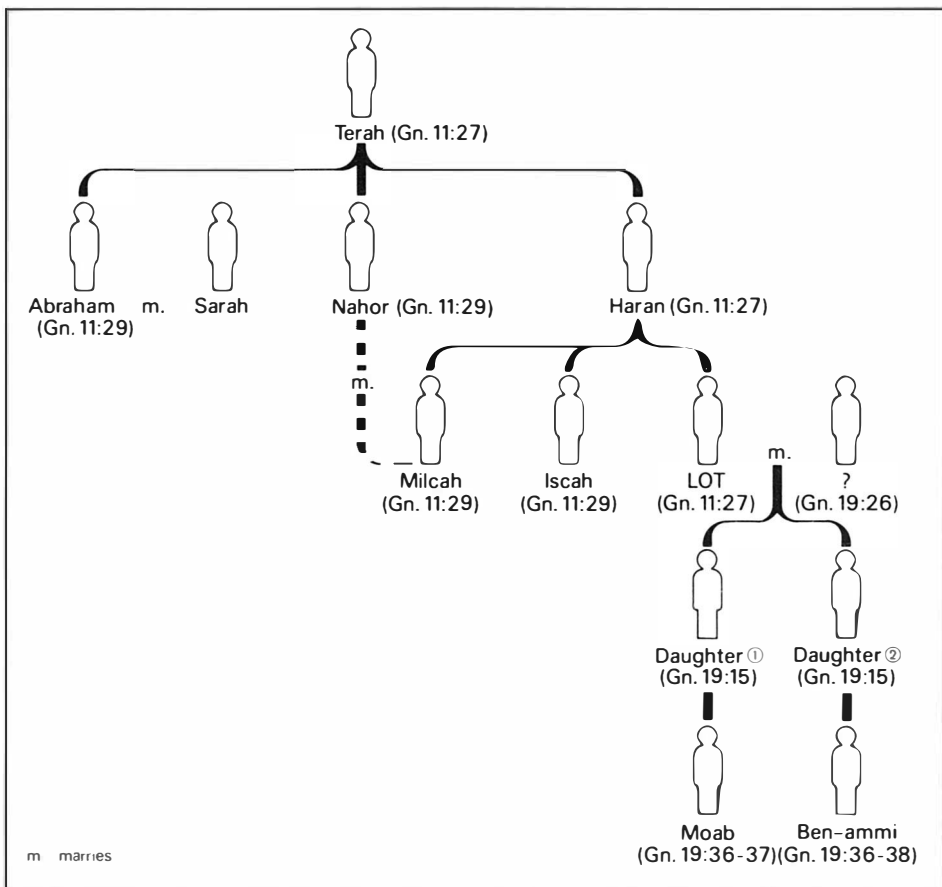 Terah (Gn. 11:27)
Abraham m. Sarah Nahor (Gn. 11:29) Haran (Gn. 11:27)
(Gn. 11:29)
m.
Milcah Iscah LOT m. ?
(Gn. 11:29) (Gn. 11:29) (Gn. 11:27) (Gn. 19:26)
Daughter ① Daughter ②
(Gn. 19:15) (Gn. 19:15)
Moab Ben-ammi
(Gn. 19:36-37)(Gn. 19:36-38)
m marries